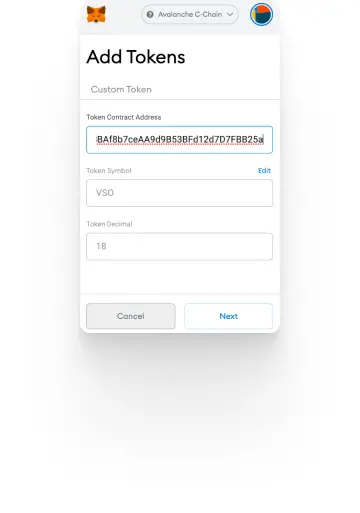 Avalanche C-Chain
Add Tokens
Custom Token
Token Contract Address
BAf8b7ceAA9d9B53BFd12d7D7FBB25a
Token Symbol Edit
VSO
Token Decimal
18
Cancel Next